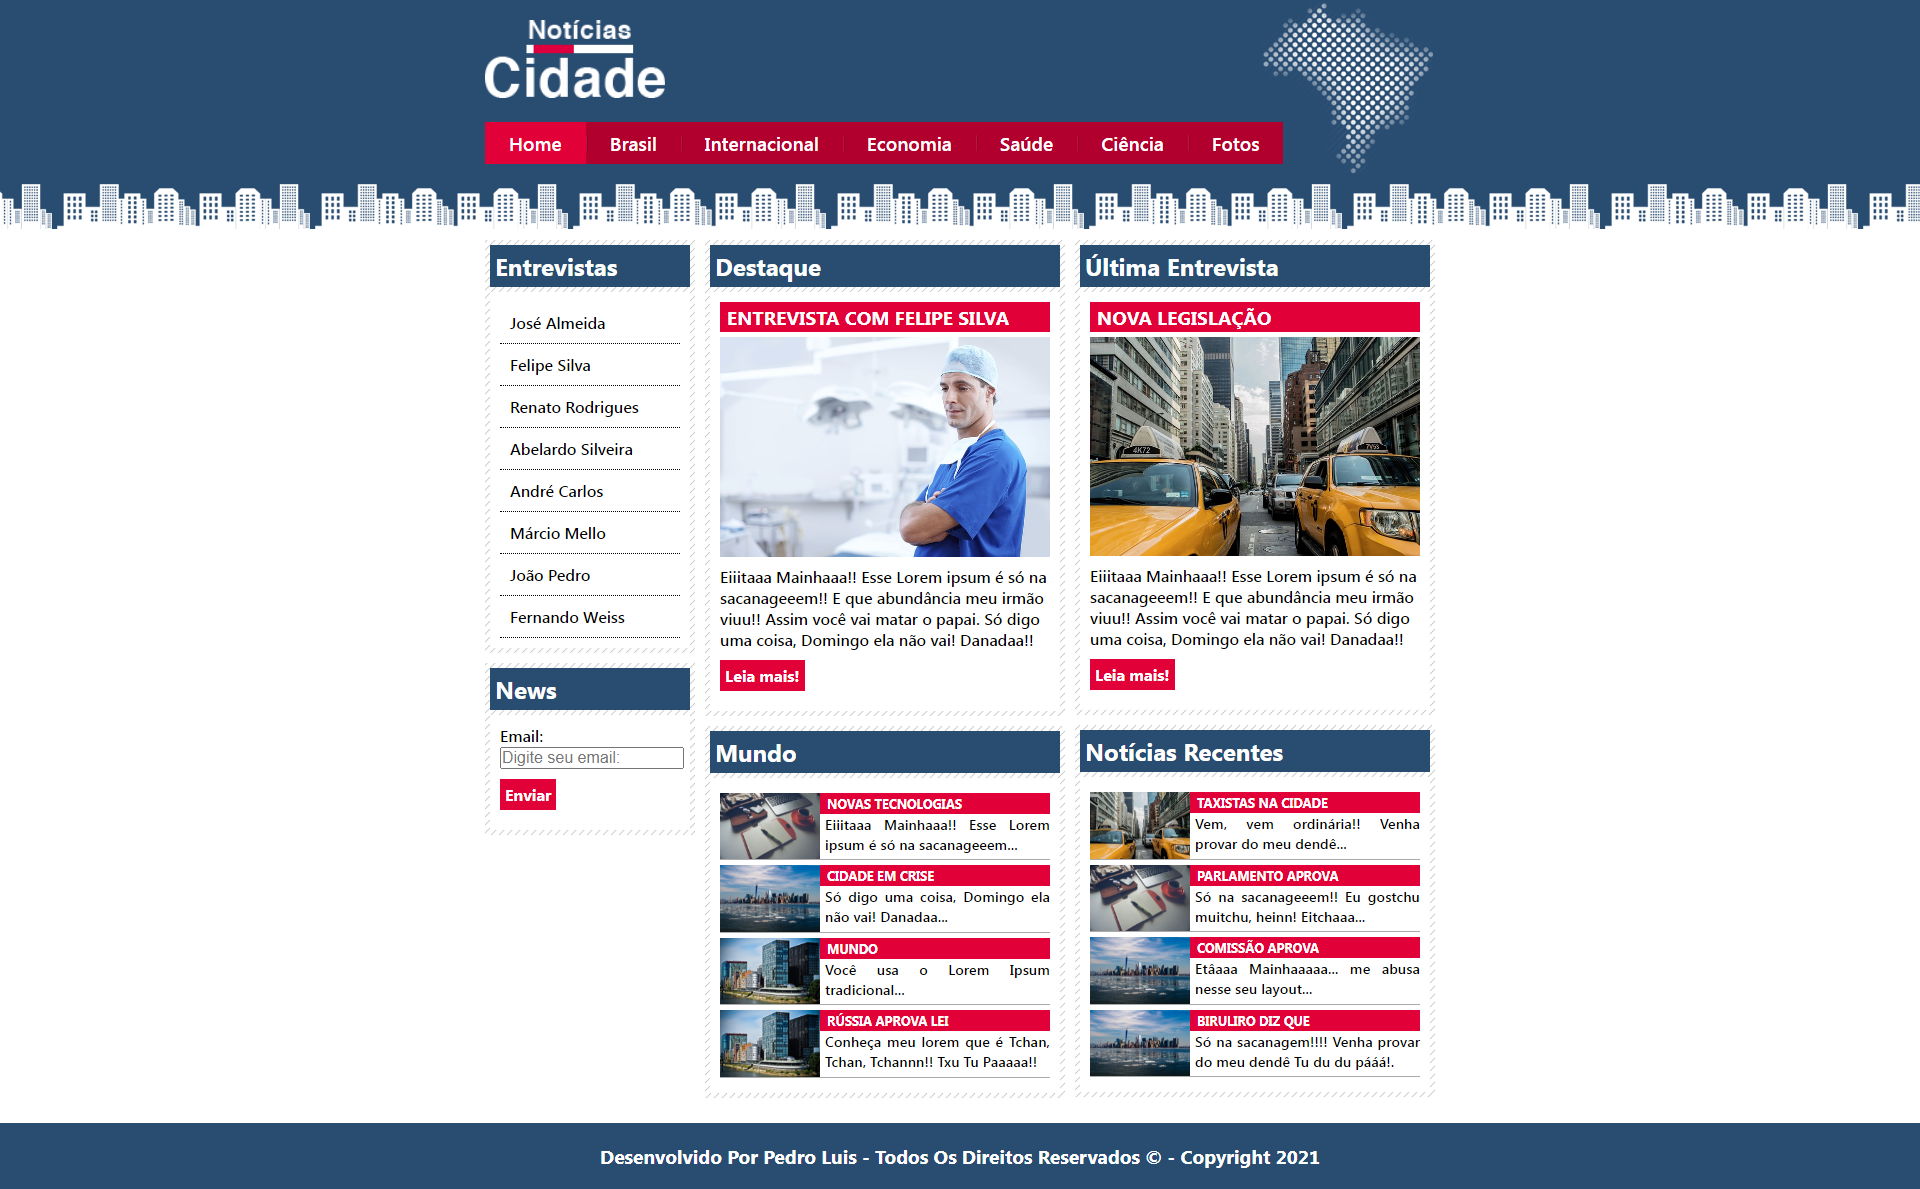 Notícias
Cidade
Home Brasil Internacional Economia Saúde Ciência Fotos
Entrevistas
José Almeida
Felipe Silva
Renato Rodrigues
Abelardo Silveira
André Carlos
Márcio Mello
João Pedro
Fernando Weiss
News
Email:
Digite seu email:
Enviar
Destaque
ENTREVISTA COM FELIPE SILVA
Eiiitaaa Mainhaaa!! Esse Lorem ipsum é só na
sacanageeem!! E que abundância meu irmão
viuu!! Assim você vai matar o papai. Só digo
uma coisa, Domingo ela não vai! Danadaa!!
Leia mais!
Última Entrevista
NOVA LEGISLAÇÃO
4K72
Eiiitaaa Mainhaaa!! Esse Lorem ipsum é só na
sacanageeem!! E que abundância meu irmão
viuu!! Assim você vai matar o papai. Só digo
uma coisa, Domingo ela não vai! Danadaa!!
Leia mais!
Mundo
NOVAS TECNOLOGIAS
Eiiitaaa Mainhaaa!! Esse Lorem
ipsum é só na sacanageeem...
CIDADE EM CRISE
Só digo uma coisa, Domingo ela
não vai! Danadaa...
MUNDO
Você usa o Lorem Ipsum
tradicional...
RÚSSIA APROVA LEI
Conheça meu lorem que é Tchan,
Tchan, Tchannn!! Txu Tu Paaaaa!!
Notícias Recentes
TAXISTAS NA CIDADE
Vem, vem ordinária!! Venha
provar do meu dendê...
PARLAMENTO APROVA
Só na sacanageeem!! Eu gostchu
muitchu, heinn! Eitchaaa...
COMISSÃO APROVA
Etâaaa Mainhaaaaa... me abusa
nesse seu layout...
BIRULIRO DIZ QUE
Só na sacanagem!!!! Venha provar
do meu dendê Tu du du pááá!.
Desenvolvido Por Pedro Luis - Todos Os Direitos Reservados © - Copyright 2021